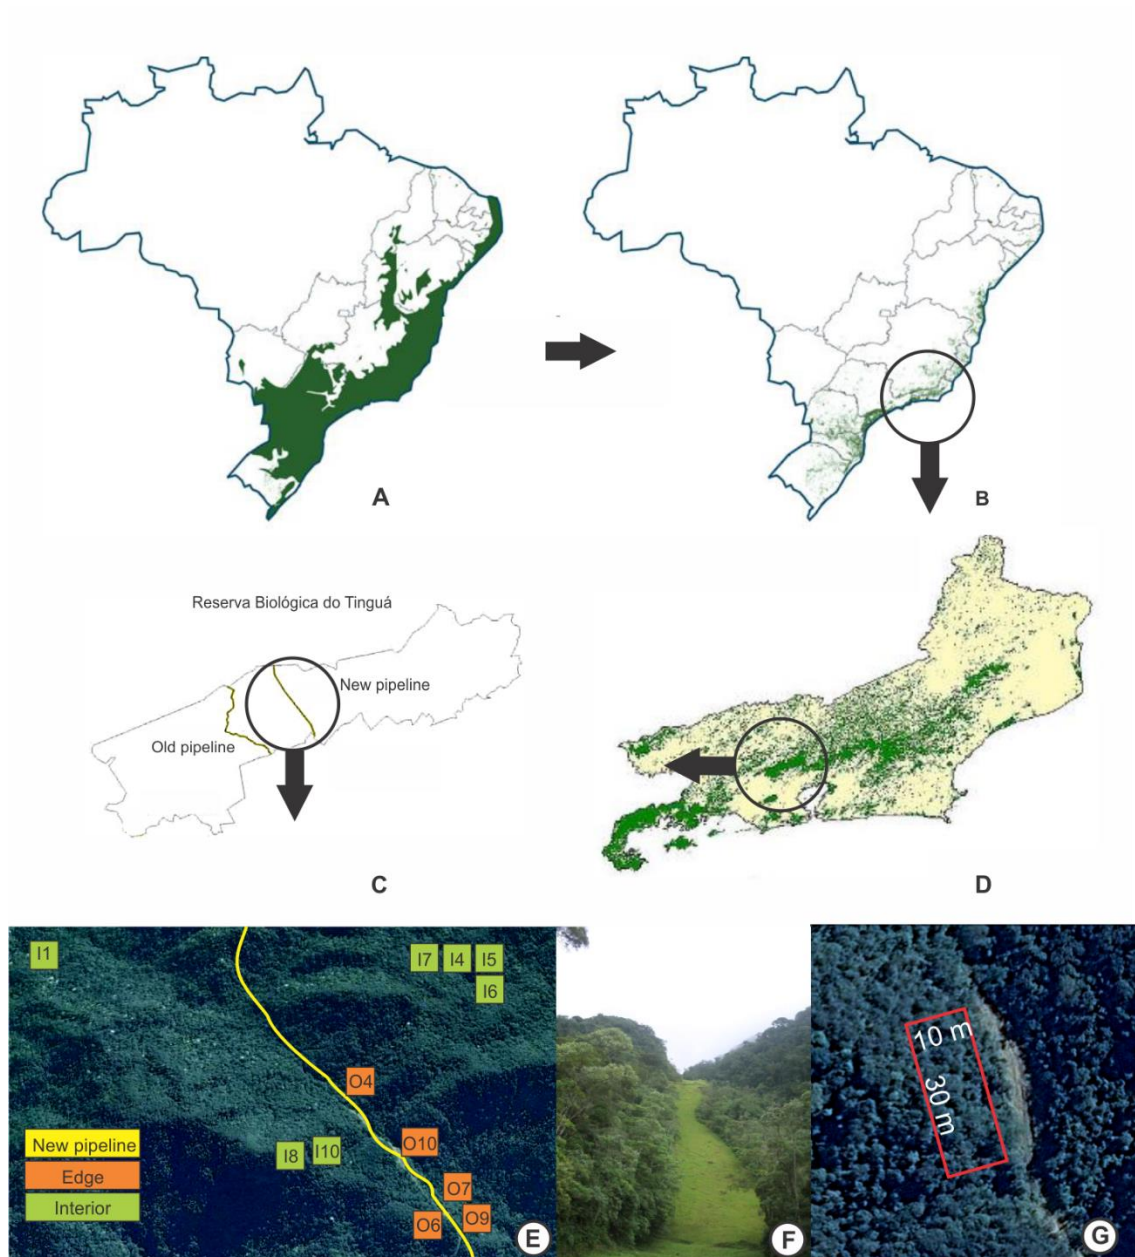 A
B
Reserva Biológica do Tinguá
New pipeline
Old pipeline
C
D
I1
I7 I4 I5
I6
O4
O10
I8 I10
O7
O6 O9
New pipeline
Edge
Interior
E
F
10 m
30 m
G